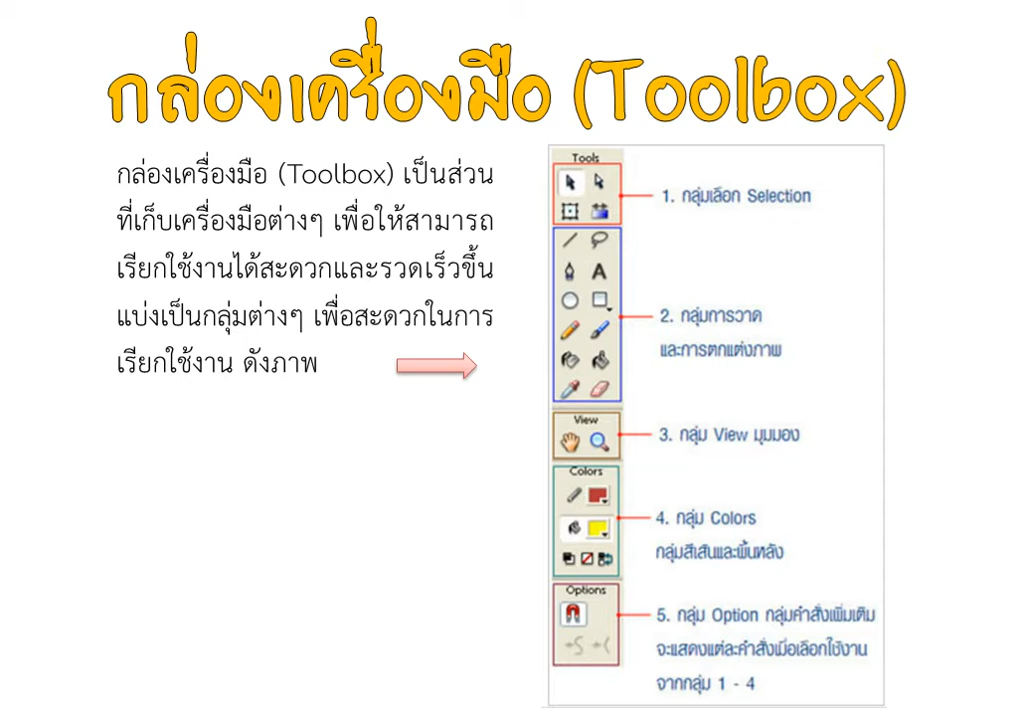 กล่องเครื่องมือ (Toolbox)
กล่องเครื่องมือ (Toolbox) เป็นส่วน
ที่เก็บเครื่องมือต่างๆ เพื่อให้สามารถ
เรียกใช้งานได้สะดวกและรวดเร็วขึ้น
แบ่งเป็นกลุ่มต่างๆ เพื่อสะดวกในการ
เรียกใช้งาน ดังภาพ
Tools
1. กลุ่มเลือก Selection
2. กลุ่มการวาด
และการตกแต่งภาพ
View
3. กลุ่ม View มุมมอง
Colors
4. กลุ่ม Colors
กลุ่มสีเส้นและพื้นหลัง
Options
5. กลุ่ม Option กลุ่มคำสั่งเพิ่มเติม
จะแสดงแต่ละคำสั่งเมื่อเลือกใช้งาน
จากกลุ่ม 1 - 4